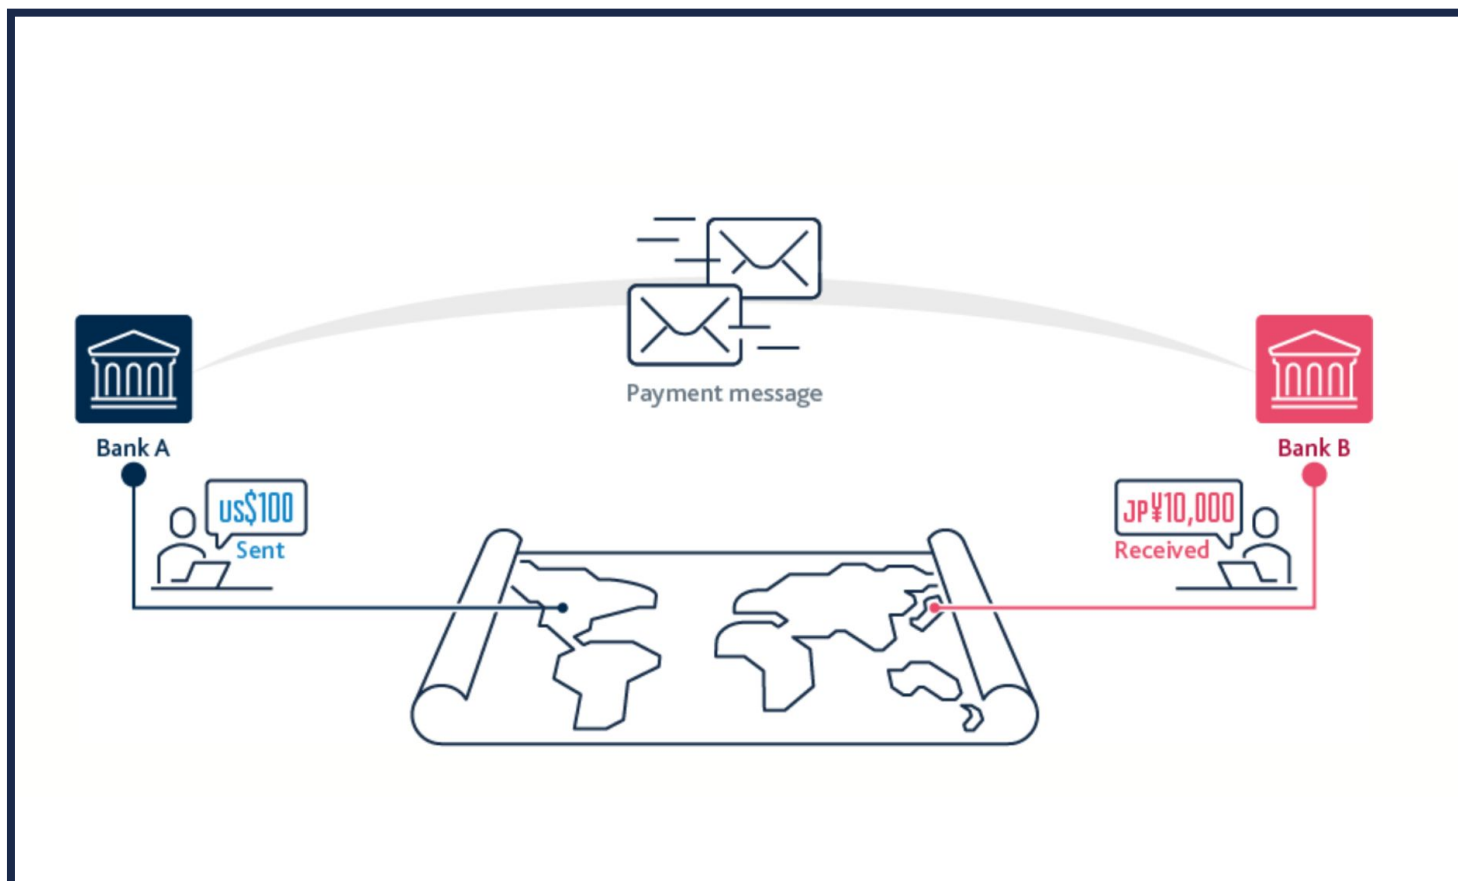 Payment message
Bank A
Bank B
US$100
Sent
JP¥10,000
Received